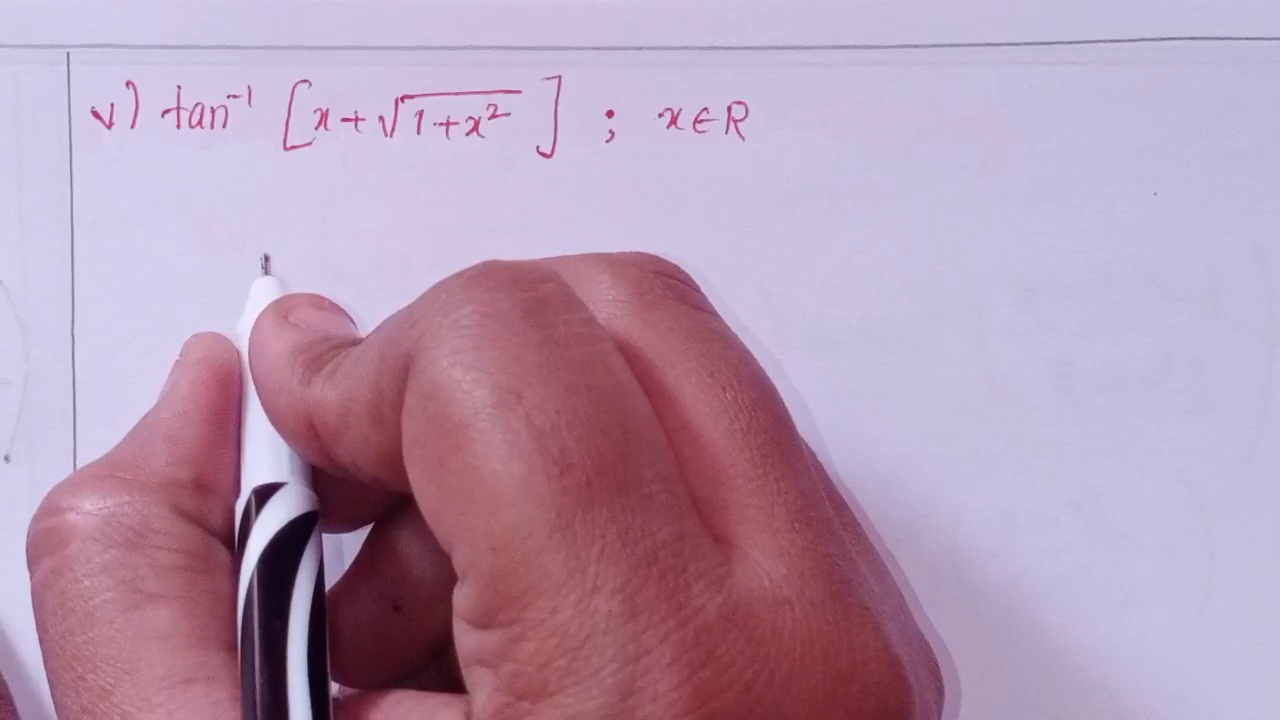 v) tan⁻¹ [x+√1+x²] ; x∈R